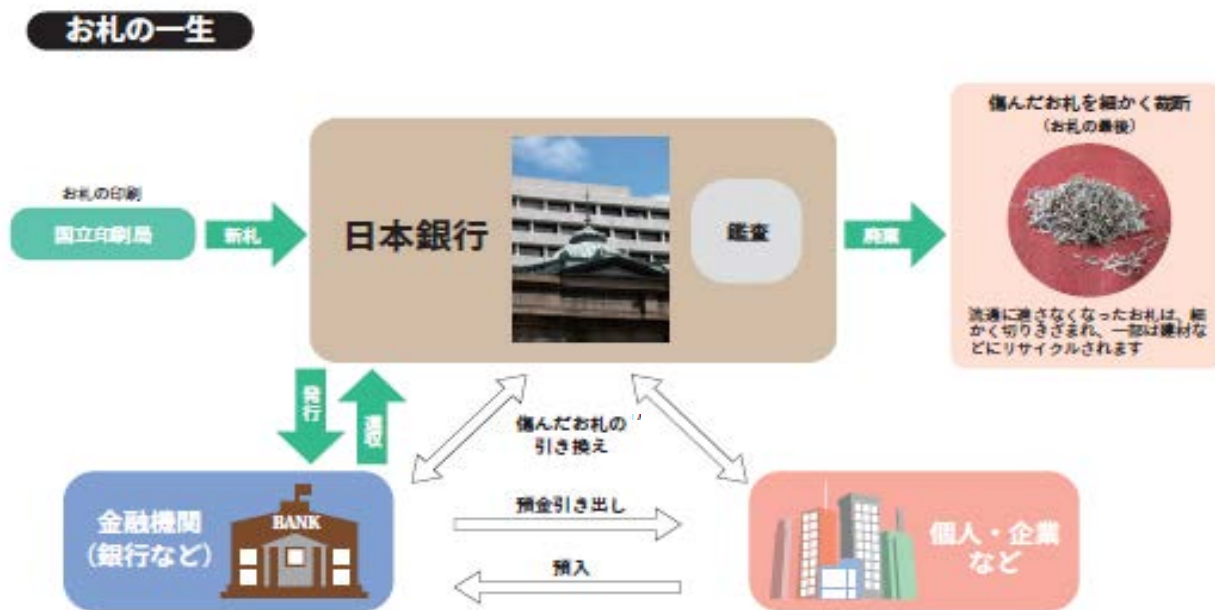 お札の一生
お札の印刷
国立印刷局
新札
日本銀行
鑑査
廃棄
傷んだお札を細かく裁断
（お札の最後）
流通に適さなくなったお札は、細
かく切りきざまれ、一部は建材な
どにリサイクルされます
発行
還収
傷んだお札の
引き換え
金融機関
（銀行など）
BANK
預金引き出し
預入
個人・企業
など